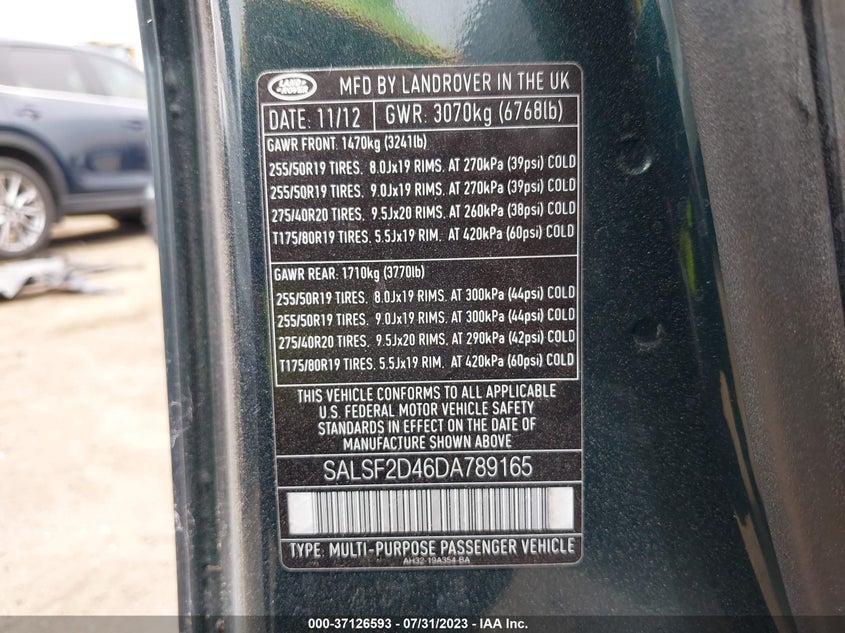 LAND ROVER
MFD BY LANDROVER IN THE UK
DATE: 11/12 GWR: 3070kg (6768lb)
GAWR FRONT: 1470kg (3241lb)
255/50R19 TIRES. 8.0Jx19 RIMS. AT 270kPa (39psi) COLD
255/50R19 TIRES. 9.0Jx19 RIMS. AT 270kPa (39psi) COLD
275/40R20 TIRES. 9.5Jx20 RIMS. AT 260kPa (38psi) COLD
T175/80R19 TIRES. 5.5Jx19 RIM. AT 420kPa (60psi) COLD
GAWR REAR: 1710kg (3770lb)
255/50R19 TIRES. 8.0Jx19 RIMS. AT 300kPa (44psi) COLD
255/50R19 TIRES. 9.0Jx19 RIMS. AT 300kPa (44psi) COLD
275/40R20 TIRES. 9.5Jx20 RIMS. AT 290kPa (42psi) COLD
T175/80R19 TIRES. 5.5Jx19 RIM. AT 420kPa (60psi) COLD
THIS VEHICLE CONFORMS TO ALL APPLICABLE
U.S. FEDERAL MOTOR VEHICLE SAFETY
STANDARDS IN EFFECT ON THE DATE OF
MANUFACTURE SHOWN ABOVE
SALSF2D46DA789165
TYPE: MULTI-PURPOSE PASSENGER VEHICLE
AH32-19A354-BA
000-37126593 / 07/31/2023 - IAA Inc.